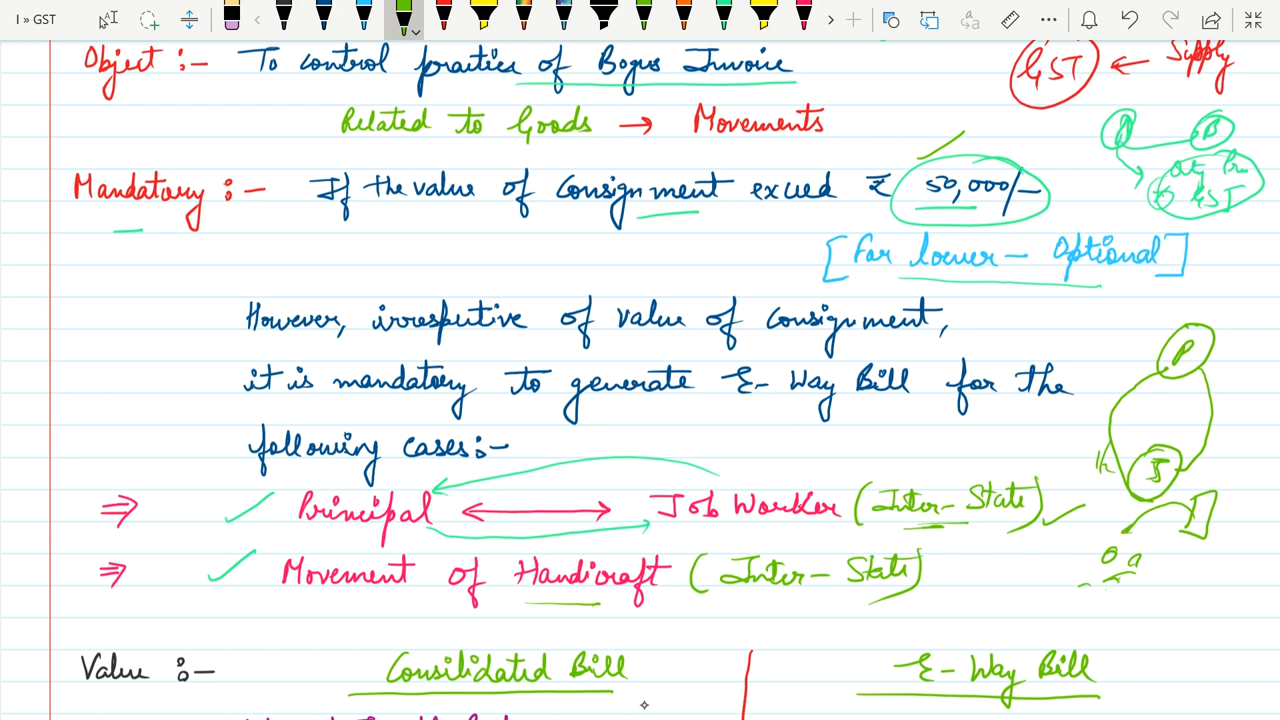 I » GST
Object :- To control practice of Bogus Invoice
GST ← Supply
Related to Goods → Movements
A B
GST
Mandatory :- If the value of Consignment exceed ₹ 50,000/-
[For lower - Optional]
However, irrespective of value of Consignment,
it is mandatory to generate E-Way Bill for the
following cases :-
P
J
⇒ ✓ Principal ⟷ Job Worker (Inter-State) ✓
⇒ ✓ Movement of Handicraft (Inter-State)
Value :- Consilidated Bill E-Way Bill